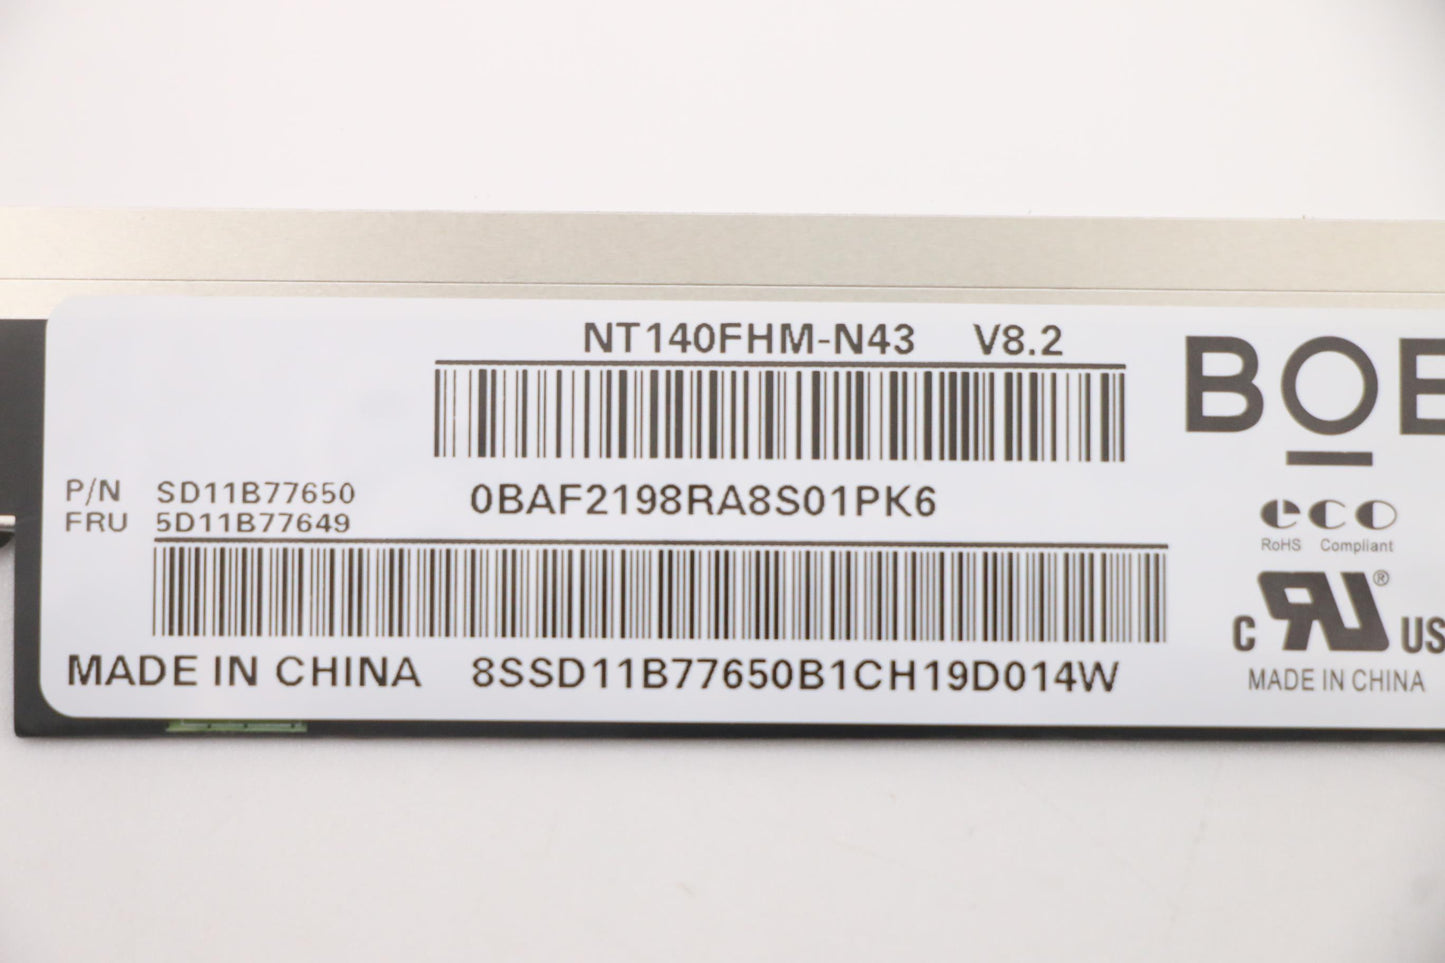 NT140FHM-N43 V8.2
BOE
P/N SD11B77650
FRU 5D11B77649
0BAF2198RA8S01PK6
eco
RoHS Compliant
C RU ® US
MADE IN CHINA 8SSD11B77650B1CH19D014W
MADE IN CHINA